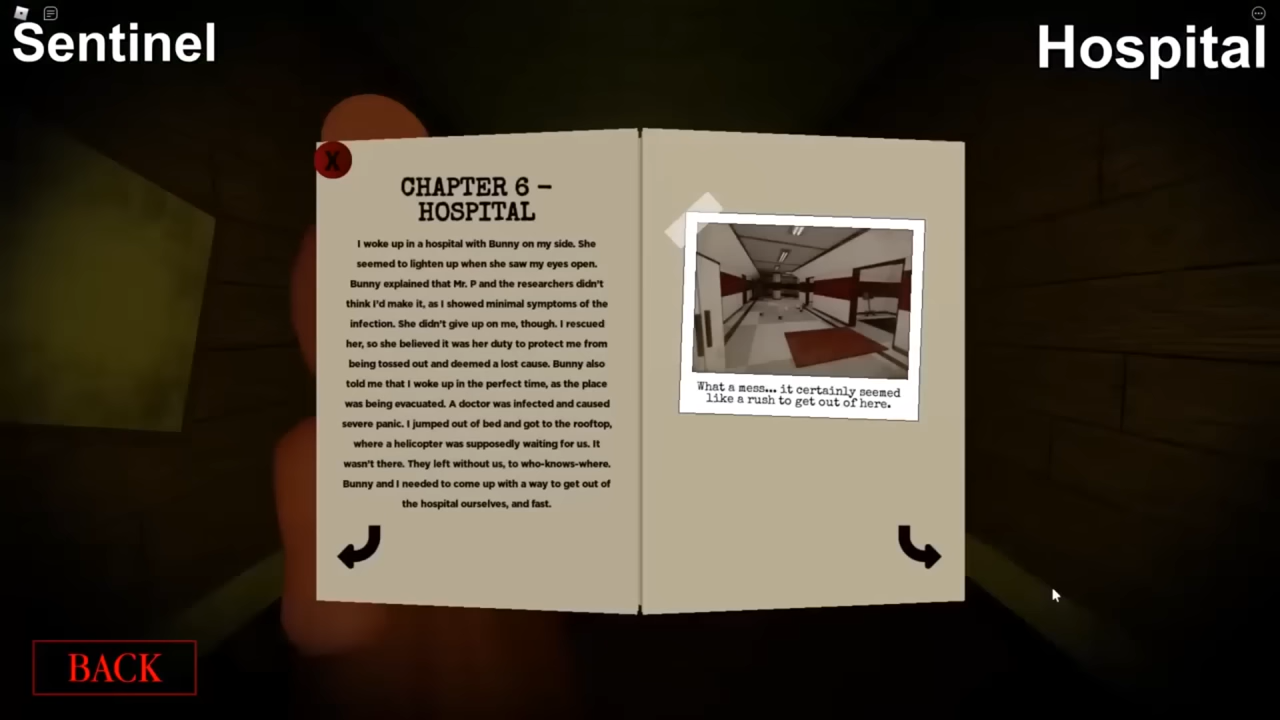 Sentinel
Hospital
X
CHAPTER 6 –
HOSPITAL
I woke up in a hospital with Bunny on my side. She
seemed to lighten up when she saw my eyes open.
Bunny explained that Mr. P and the researchers didn't
think I'd make it, as I showed minimal symptoms of the
infection. She didn't give up on me, though. I rescued
her, so she believed it was her duty to protect me from
being tossed out and deemed a lost cause. Bunny also
told me that I woke up in the perfect time, as the place
was being evacuated. A doctor was infected and caused
severe panic. I jumped out of bed and got to the rooftop,
where a helicopter was supposedly waiting for us. It
wasn't there. They left without us, to who-knows-where.
Bunny and I needed to come up with a way to get out of
the hospital ourselves, and fast.
What a mess... it certainly seemed
like a rush to get out of here.
BACK